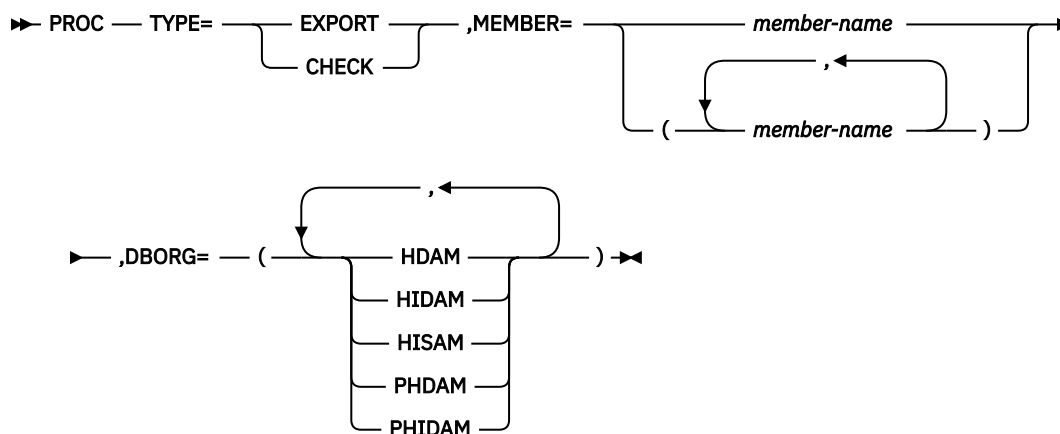 PROC TYPE= EXPORT ,MEMBER= member-name
CHECK ,
( member-name )
,
,DBORG= ( HDAM )
HIDAM
HISAM
PHDAM
PHIDAM